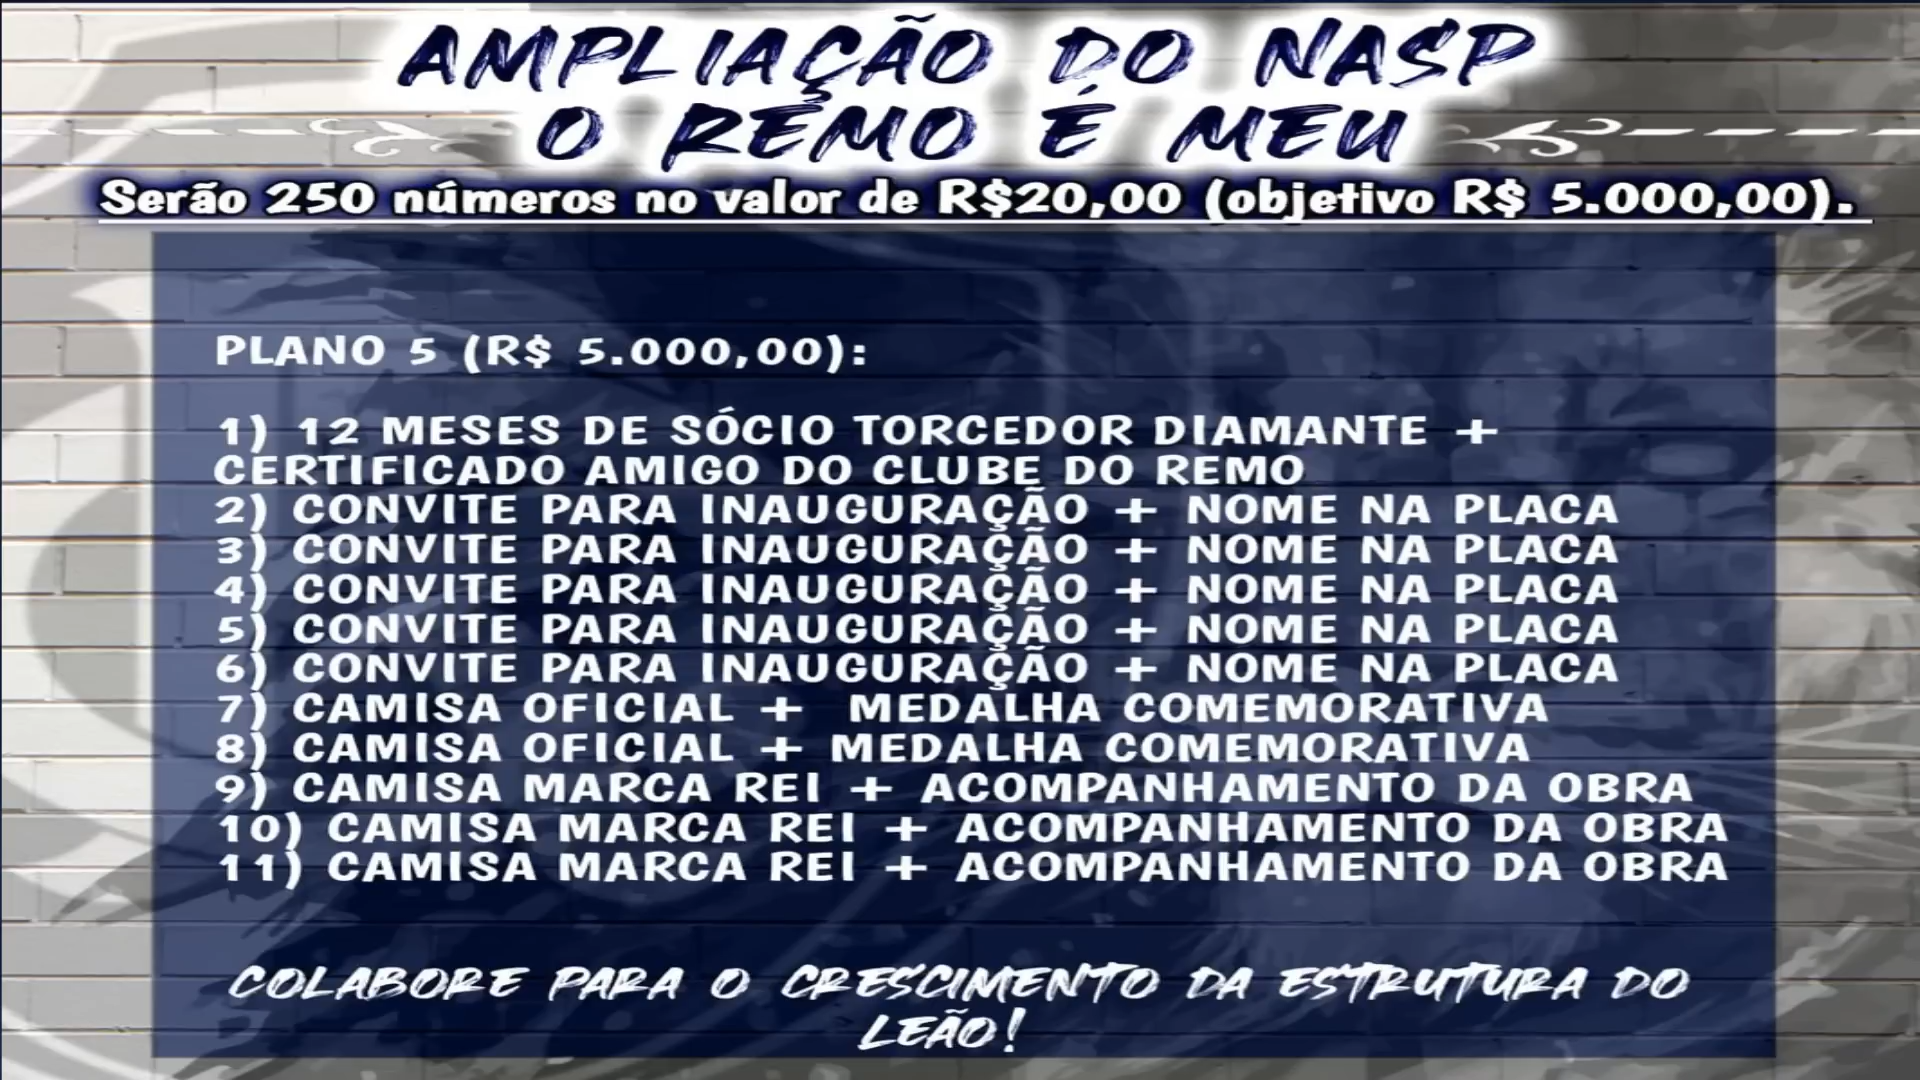 AMPLIAÇÃO DO NASP
O REMO É MEU
Serão 250 números no valor de R$20,00 (objetivo R$ 5.000,00).
PLANO 5 (R$ 5.000,00):
1) 12 MESES DE SÓCIO TORCEDOR DIAMANTE +
CERTIFICADO AMIGO DO CLUBE DO REMO
2) CONVITE PARA INAUGURAÇÃO + NOME NA PLACA
3) CONVITE PARA INAUGURAÇÃO + NOME NA PLACA
4) CONVITE PARA INAUGURAÇÃO + NOME NA PLACA
5) CONVITE PARA INAUGURAÇÃO + NOME NA PLACA
6) CONVITE PARA INAUGURAÇÃO + NOME NA PLACA
7) CAMISA OFICIAL + MEDALHA COMEMORATIVA
8) CAMISA OFICIAL + MEDALHA COMEMORATIVA
9) CAMISA MARCA REI + ACOMPANHAMENTO DA OBRA
10) CAMISA MARCA REI + ACOMPANHAMENTO DA OBRA
11) CAMISA MARCA REI + ACOMPANHAMENTO DA OBRA
COLABORE PARA O CRESCIMENTO DA ESTRUTURA DO
LEÃO!